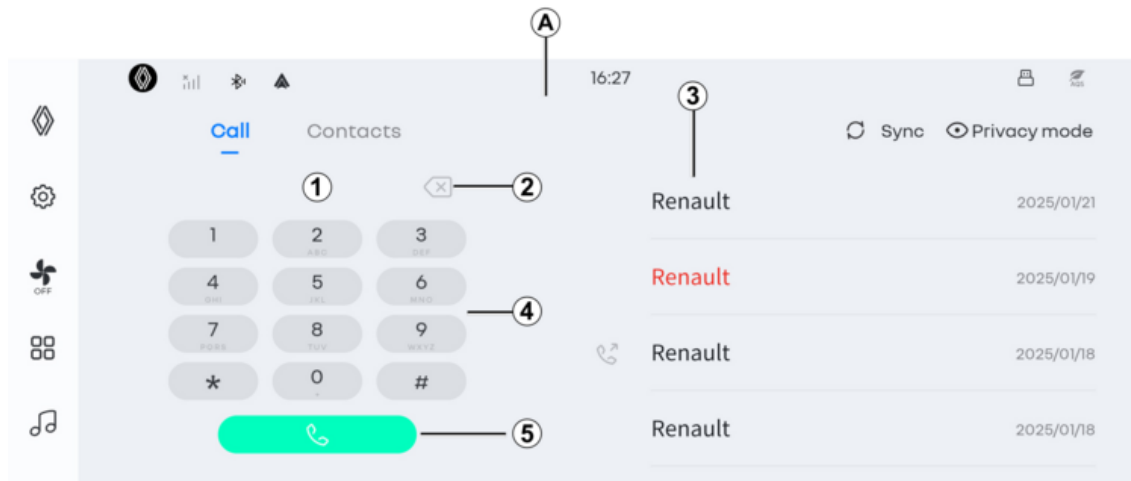 A
16:27
3
Call Contacts
Sync Privacy mode
1 2
Renault 2025/01/21
1 2 3
ABC DEF
Renault 2025/01/19
4 5 6
GHI JKL MNO
4
OFF
7 8 9
PQRS TUV WXYZ
Renault 2025/01/18
* 0 #
Renault 2025/01/18
5
AQS